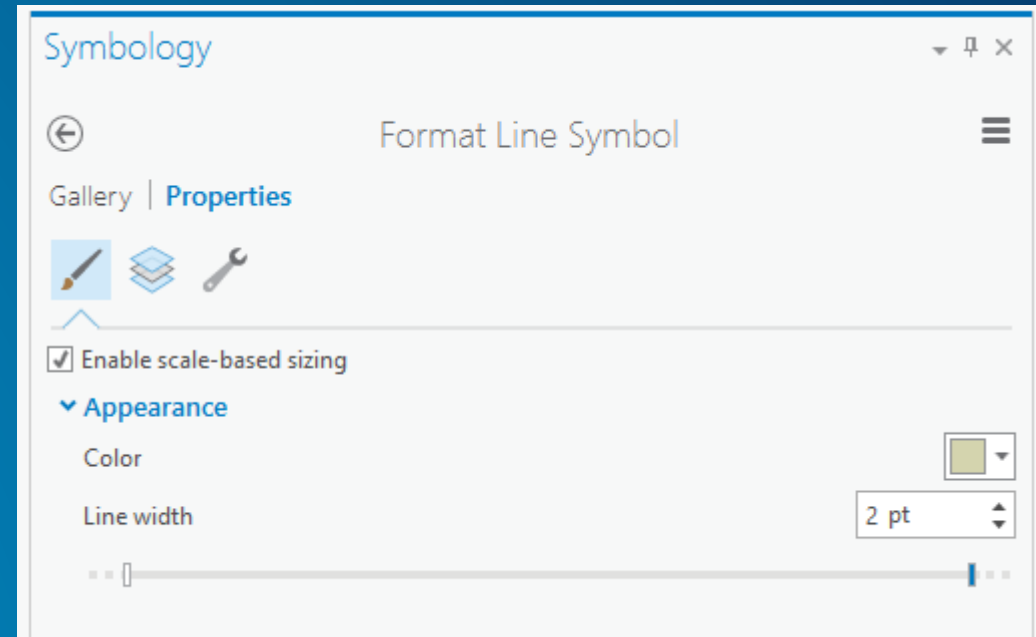 Symbology
Format Line Symbol
Gallery | Properties
Enable scale-based sizing
Appearance
Color
Line width
2 pt